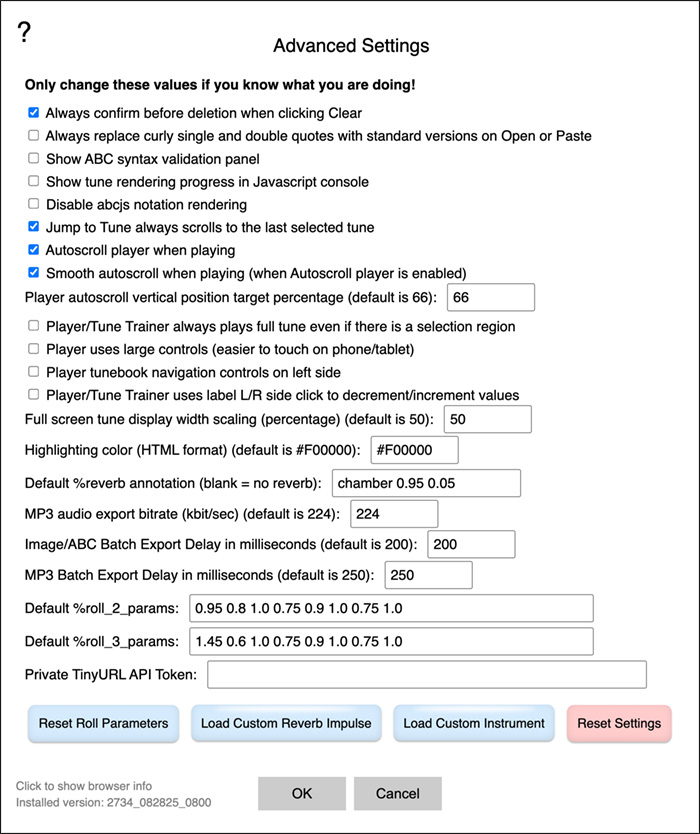 ?
Advanced Settings
Only change these values if you know what you are doing!
Always confirm before deletion when clicking Clear
Always replace curly single and double quotes with standard versions on Open or Paste
Show ABC syntax validation panel
Show tune rendering progress in Javascript console
Disable abcjs notation rendering
Jump to Tune always scrolls to the last selected tune
Autoscroll player when playing
Smooth autoscroll when playing (when Autoscroll player is enabled)
Player autoscroll vertical position target percentage (default is 66): 66
Player/Tune Trainer always plays full tune even if there is a selection region
Player uses large controls (easier to touch on phone/tablet)
Player tunebook navigation controls on left side
Player/Tune Trainer uses label L/R side click to decrement/increment values
Full screen tune display width scaling (percentage) (default is 50): 50
Highlighting color (HTML format) (default is #F00000): #F00000
Default %reverb annotation (blank = no reverb): chamber 0.95 0.05
MP3 audio export bitrate (kbit/sec) (default is 224): 224
Image/ABC Batch Export Delay in milliseconds (default is 200): 200
MP3 Batch Export Delay in milliseconds (default is 250): 250
Default %roll_2_params: 0.95 0.8 1.0 0.75 0.9 1.0 0.75 1.0
Default %roll_3_params: 1.45 0.6 1.0 0.75 0.9 1.0 0.75 1.0
Private TinyURL API Token:
Reset Roll Parameters Load Custom Reverb Impulse Load Custom Instrument Reset Settings
Click to show browser info
Installed version: 2734_082825_0800
OK Cancel